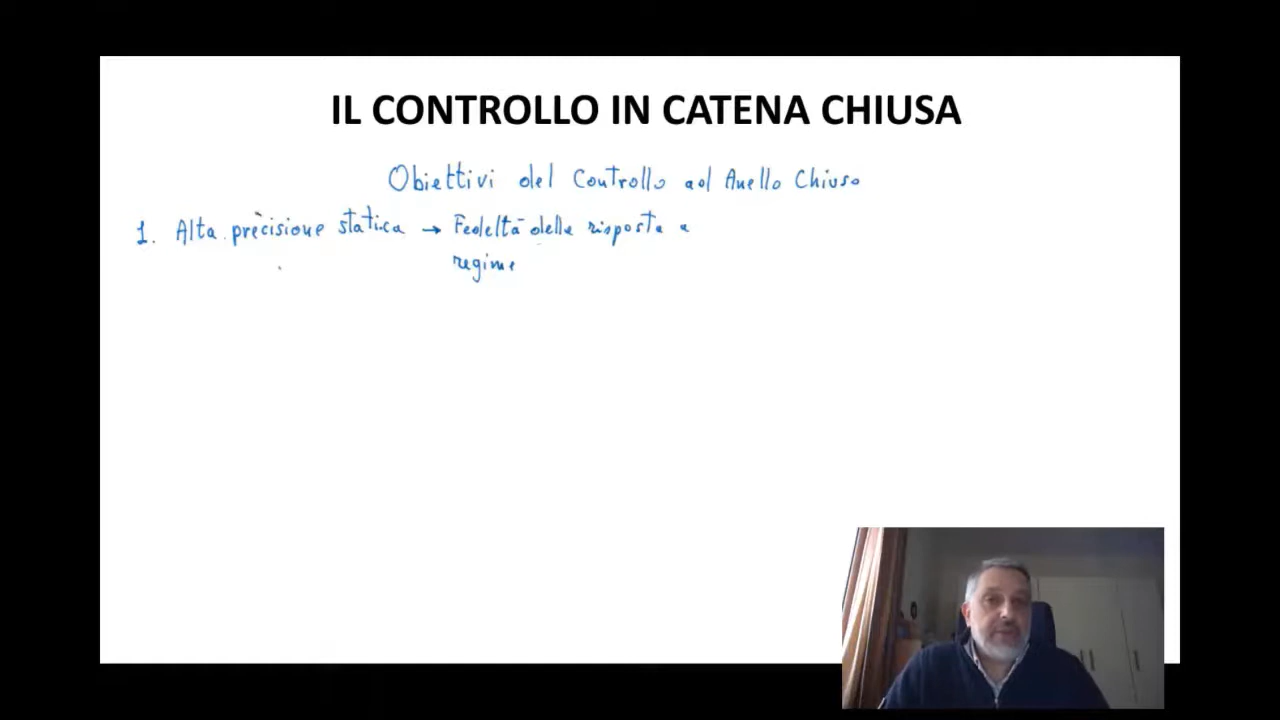 IL CONTROLLO IN CATENA CHIUSA
Obiettivi del Controllo ad Anello Chiuso
1. Alta precisione statica → Fedeltà della risposta a
regime